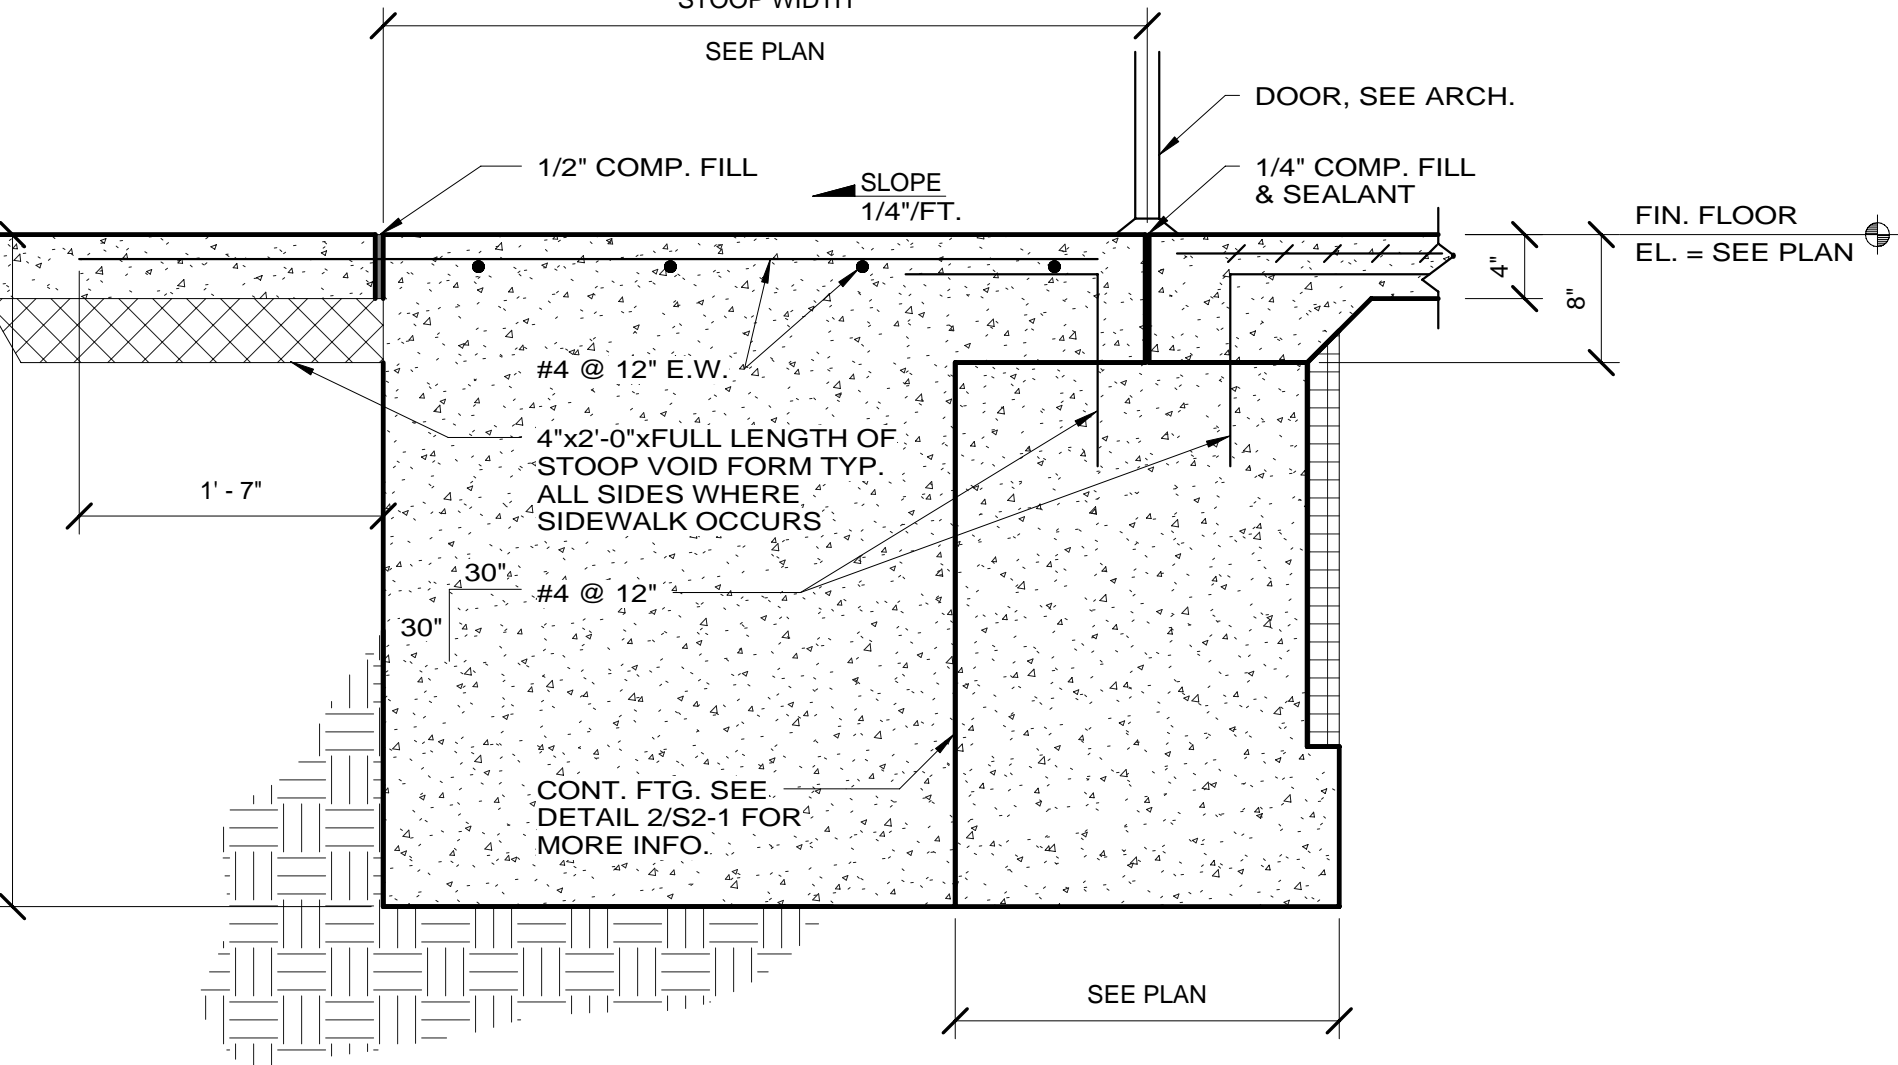 STOOP WIDTH
SEE PLAN
DOOR, SEE ARCH.
1/2" COMP. FILL
SLOPE
1/4"/FT.
1/4" COMP. FILL
& SEALANT
FIN. FLOOR
EL. = SEE PLAN
4"
8"
#4 @ 12" E.W.
4"x2'-0"xFULL LENGTH OF
STOOP VOID FORM TYP.
ALL SIDES WHERE
SIDEWALK OCCURS
1' - 7"
30"
#4 @ 12"
30"
CONT. FTG. SEE
DETAIL 2/S2-1 FOR
MORE INFO.
SEE PLAN